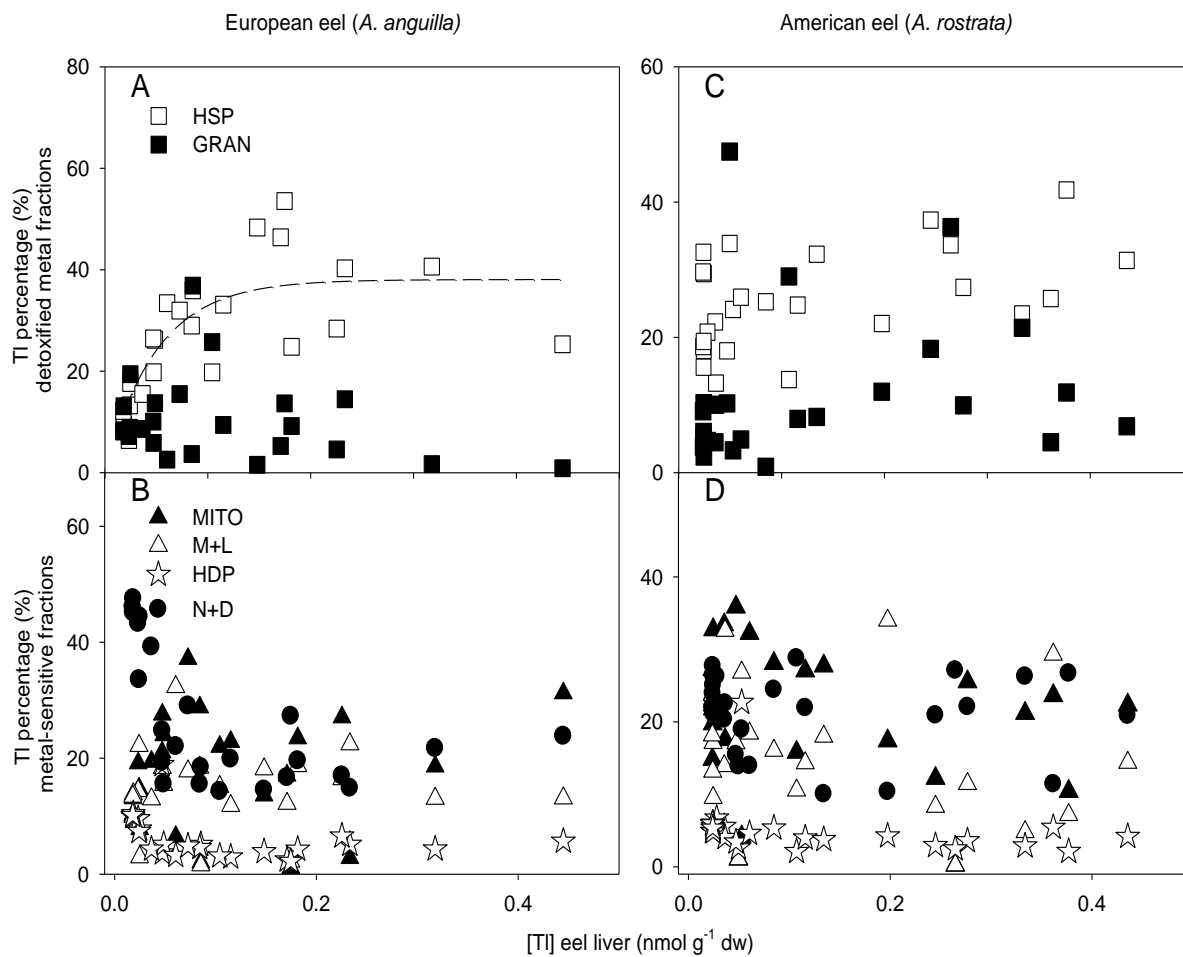 European eel (A. anguilla)
American eel (A. rostrata)
Tl percentage (%)
detoxified metal fractions
80
60
40
20
0
A
HSP
GRAN
60
40
20
0
C
Tl percentage (%)
metal-sensitive fractions
60
40
20
0
B
MITO
M+L
HDP
N+D
40
20
0
D
0.0
0.2
0.4
0.0
0.2
0.4
[Tl] eel liver (nmol g-1 dw)